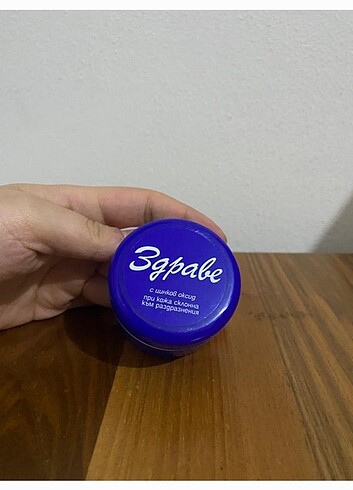 Здраве
с цинков оксид
при кожа склонна
към раздразнения